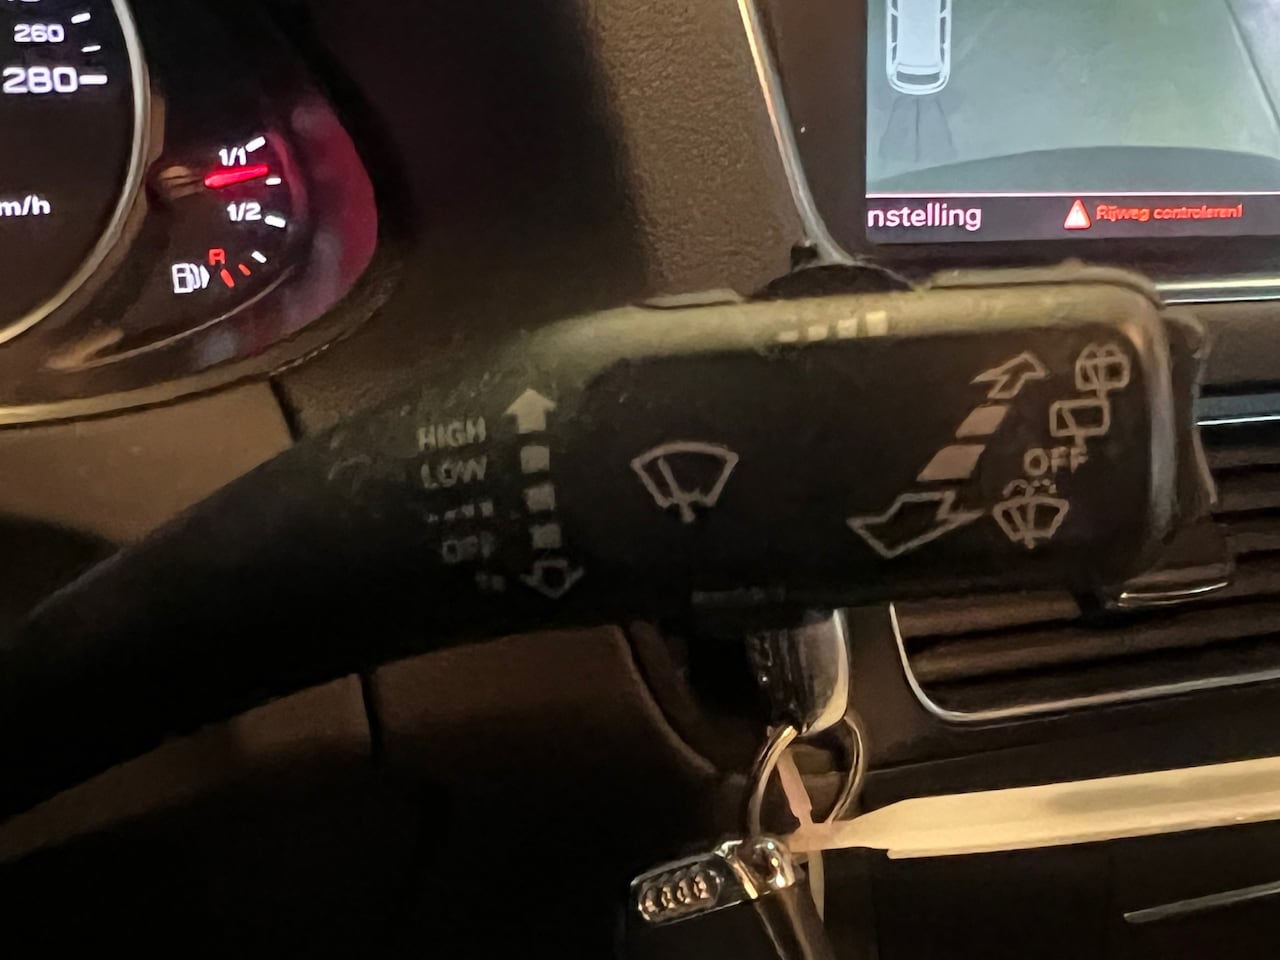 260
280
m/h
1/1
1/2
R
nstelling
Rijweg controleren!
HIGH
LOW
OFF
OFF